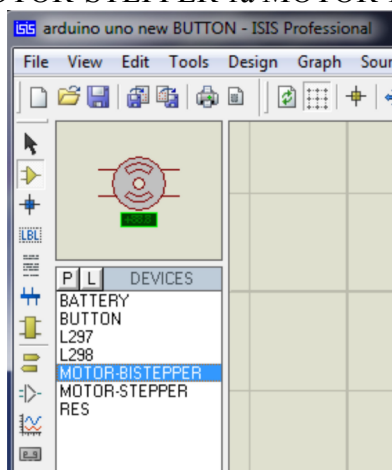 isis arduino uno new BUTTON - ISIS Professional
File View Edit Tools Design Graph
LBL
P L DEVICES
BATTERY
BUTTON
L297
L298
MOTOR-BISTEPPER
MOTOR-STEPPER
RES